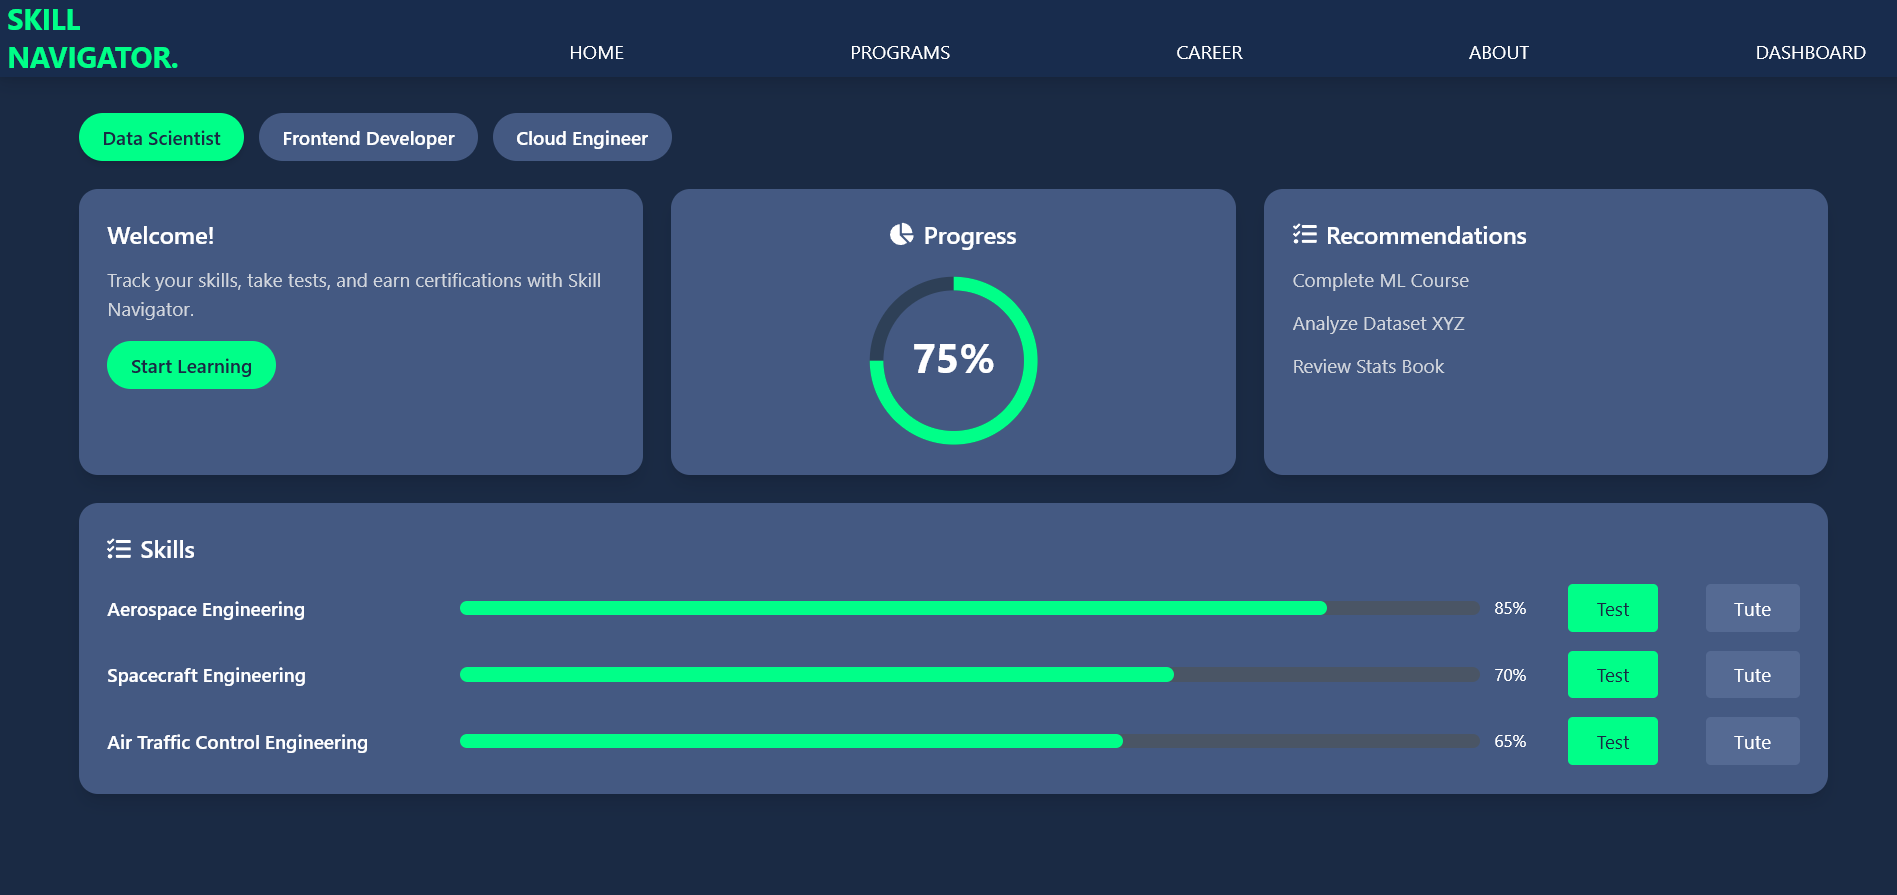 SKILL
NAVIGATOR.
HOME PROGRAMS CAREER ABOUT DASHBOARD
Data Scientist Frontend Developer Cloud Engineer
Welcome!
Track your skills, take tests, and earn certifications with Skill
Navigator.
Start Learning
Progress
75%
Recommendations
Complete ML Course
Analyze Dataset XYZ
Review Stats Book
Skills
Aerospace Engineering 85% Test Tute
Spacecraft Engineering 70% Test Tute
Air Traffic Control Engineering 65% Test Tute